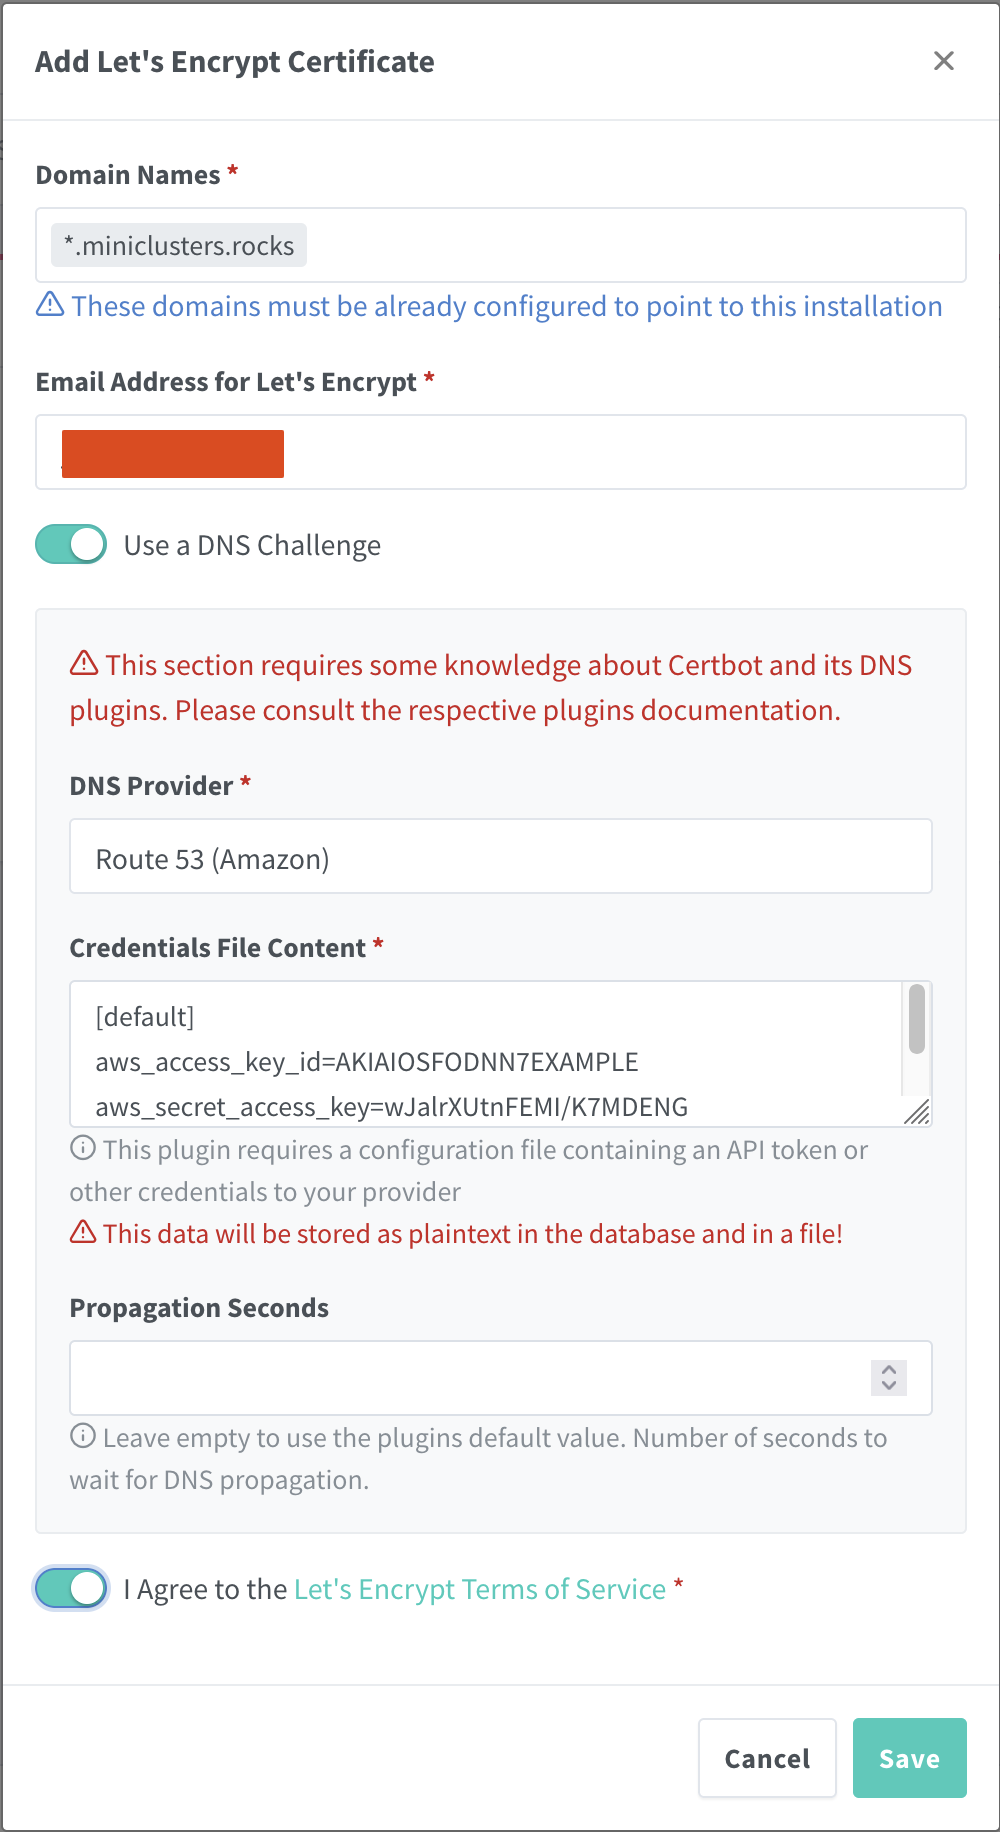 Add Let's Encrypt Certificate
Domain Names *
*.miniclusters.rocks
These domains must be already configured to point to this installation
Email Address for Let's Encrypt *
Use a DNS Challenge
This section requires some knowledge about Certbot and its DNS
plugins. Please consult the respective plugins documentation.
DNS Provider *
Route 53 (Amazon)
Credentials File Content *
[default]
aws_access_key_id=AKIAIOSFODNN7EXAMPLE
aws_secret_access_key=wJalrXUtnFEMI/K7MDENG
This plugin requires a configuration file containing an API token or
other credentials to your provider
This data will be stored as plaintext in the database and in a file!
Propagation Seconds
Leave empty to use the plugins default value. Number of seconds to
wait for DNS propagation.
I Agree to the Let's Encrypt Terms of Service *
Cancel
Save